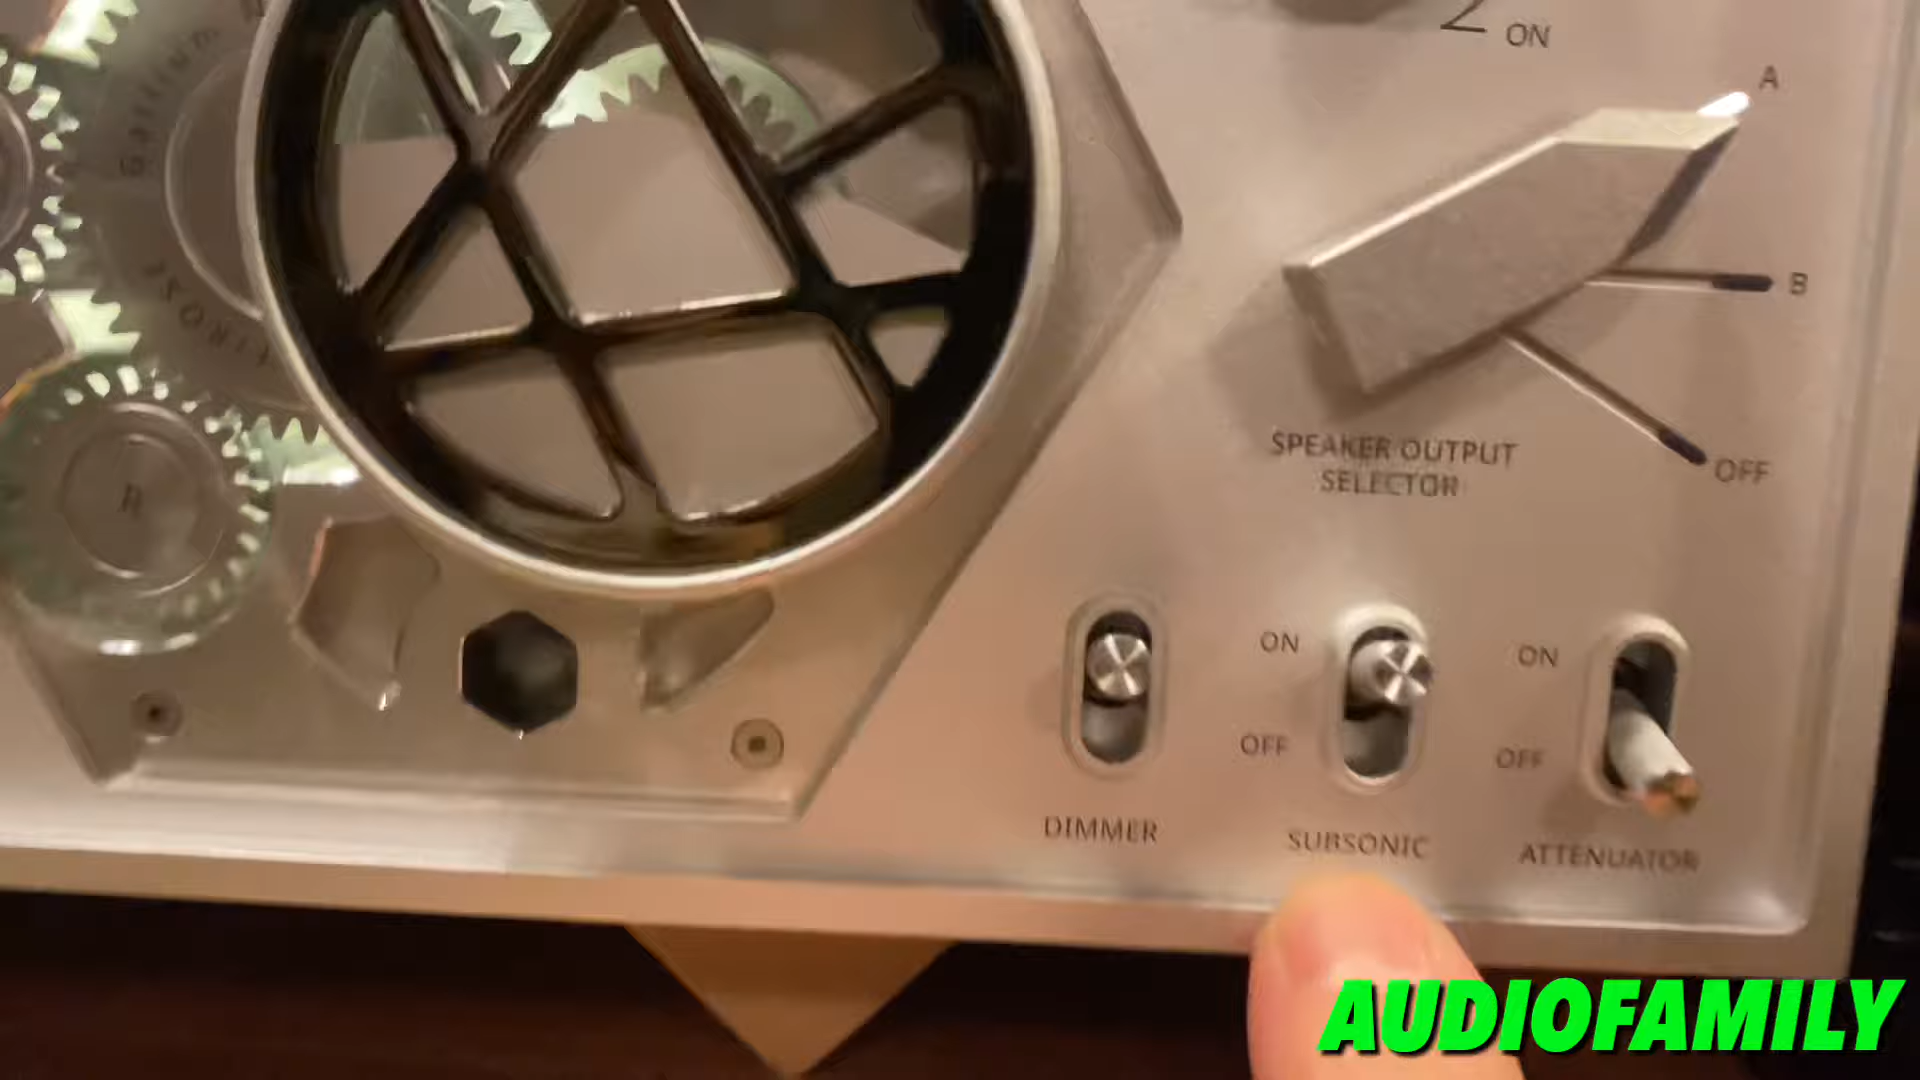 2 ON
A
B
OFF
SPEAKER OUTPUT
SELECTOR
ON
OFF
ON
OFF
DIMMER
SUBSONIC
ATTENUATOR
AUDIOFAMILY